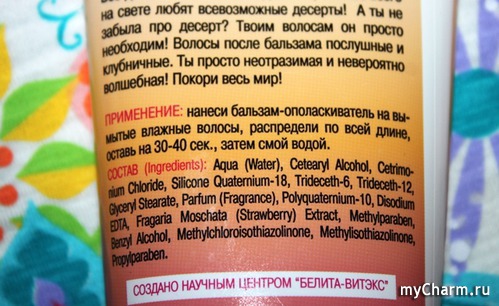 на свете любят всевозможные десерты! А ты не
забыла про десерт? Твоим волосам он просто
необходим! Волосы после бальзама послушные и
клубничные. Ты просто неотразимая и невероятно
волшебная! Покори весь мир!
ПРИМЕНЕНИЕ: нанеси бальзам-ополаскиватель на вы-
мытые влажные волосы, распредели по всей длине,
оставь на 30-40 сек., затем смой водой.
СОСТАВ (Ingredients): Aqua (Water), Cetearyl Alcohol, Cetrimo-
nium Chloride, Silicone Quaternium-18, Trideceth-6, Trideceth-12,
Glyceryl Stearate, Parfum (Fragrance), Polyquaternium-10, Disodium
EDTA, Fragaria Moschata (Strawberry) Extract, Methylparaben,
Benzyl Alcohol, Methylchloroisothiazolinone, Methylisothiazolinone,
Propylparaben.
СОЗДАНО НАУЧНЫМ ЦЕНТРОМ "БЕЛИТА-ВИТЭКС"
myCharm.ru